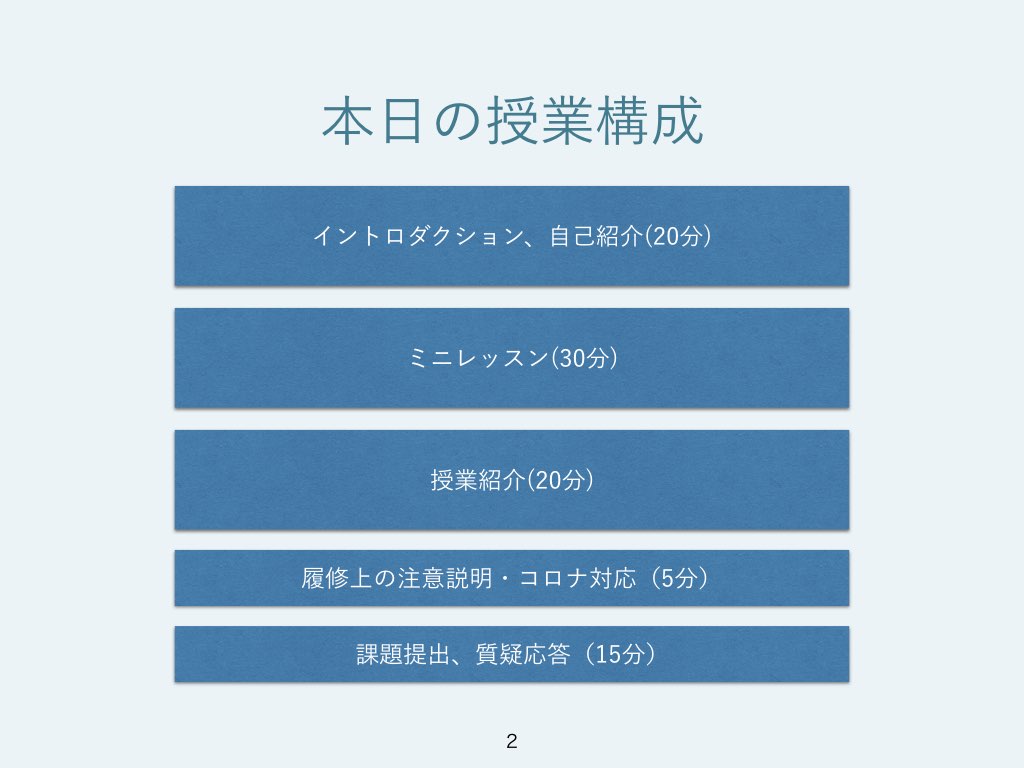 本日の授業構成
イントロダクション、自己紹介(20分)
ミニレッスン(30分)
授業紹介(20分)
履修上の注意説明・コロナ対応（5分）
課題提出、質疑応答（15分）
2